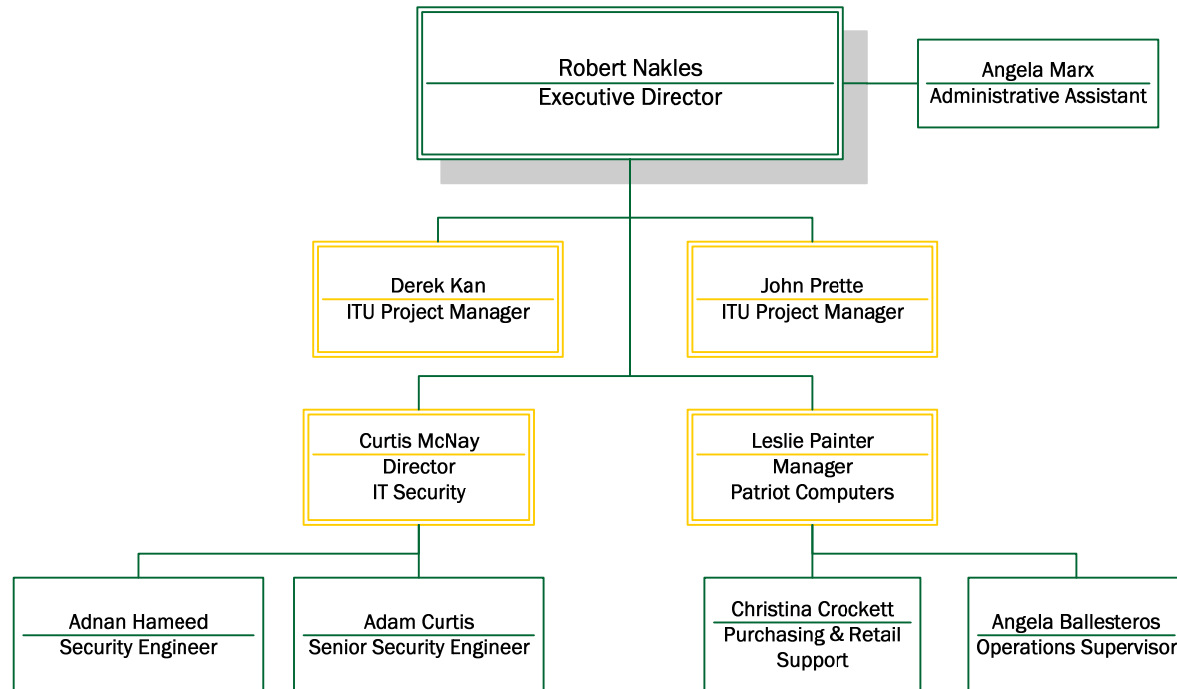 Robert Nakles
Executive Director
Angela Marx
Administrative Assistant
Derek Kan
ITU Project Manager
John Prette
ITU Project Manager
Curtis McNay
Director
IT Security
Leslie Painter
Manager
Patriot Computers
Adnan Hameed
Security Engineer
Adam Curtis
Senior Security Engineer
Christina Crockett
Purchasing & Retail
Support
Angela Ballesteros
Operations Supervisor